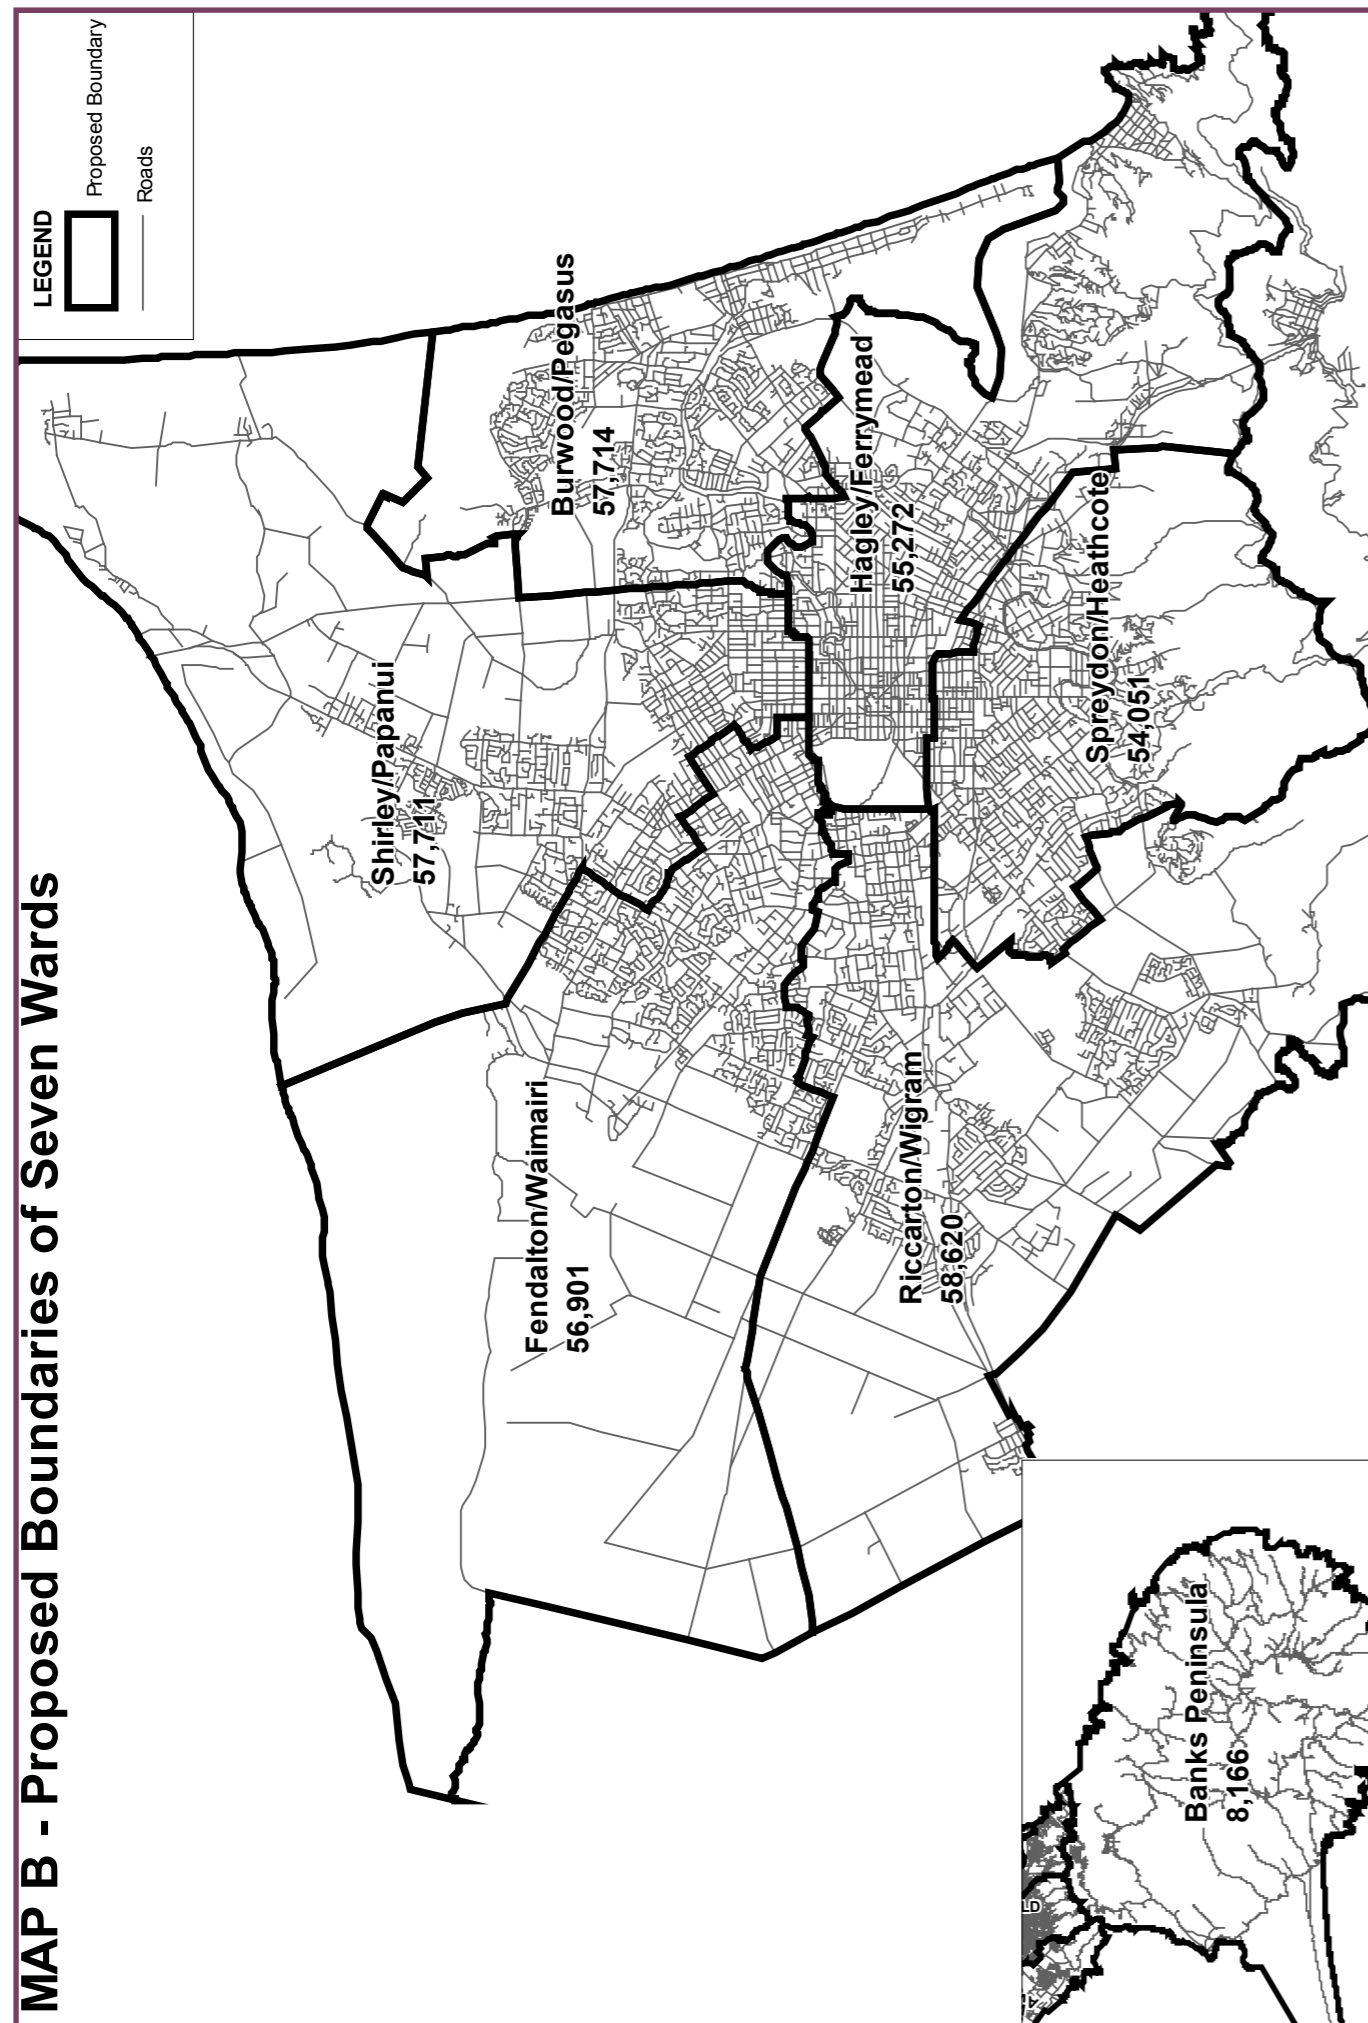 MAP B - Proposed Boundaries of Seven Wards
LEGEND
Proposed Boundary
Roads
Shirley/Papanui
57,711
Burwood/Pegasus
57,714
Fendalton/Waimairi
56,901
Hagley/Ferrymead
55,272
Riccarton/Wigram
58,620
Spreydon/Heathcote
54,051
Banks Peninsula
8,166
LD